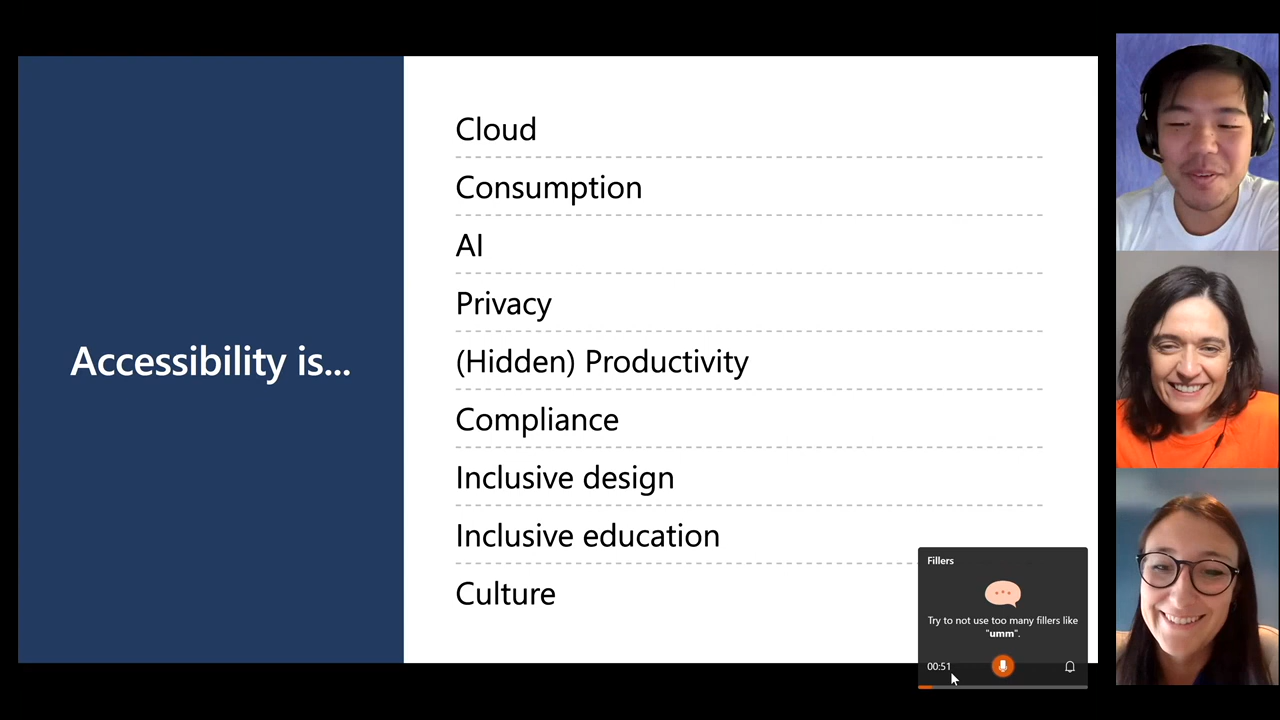 Accessibility is...
Cloud
Consumption
AI
Privacy
(Hidden) Productivity
Compliance
Inclusive design
Inclusive education
Culture
Fillers
Try to not use too many fillers like
"umm".
00:51